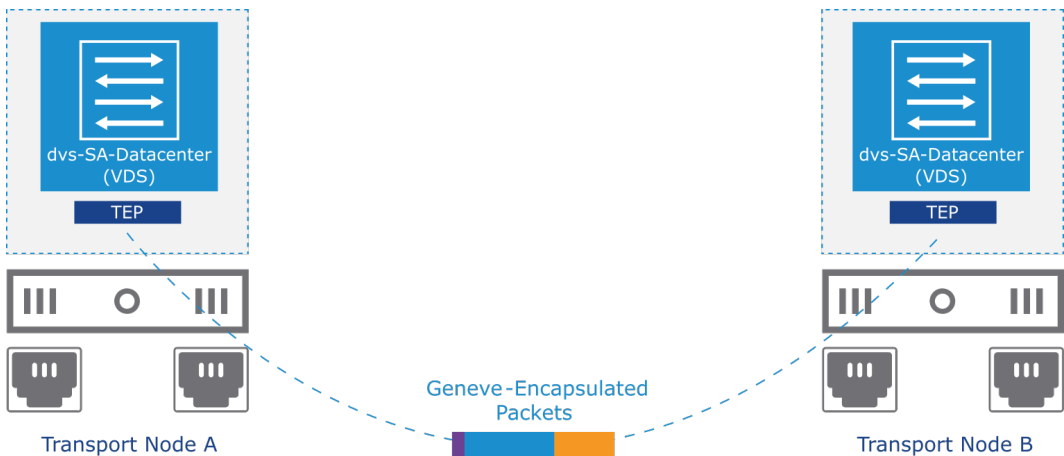 dvs-SA-Datacenter
(VDS)
TEP
Transport Node A
Geneve-Encapsulated
Packets
dvs-SA-Datacenter
(VDS)
TEP
Transport Node B